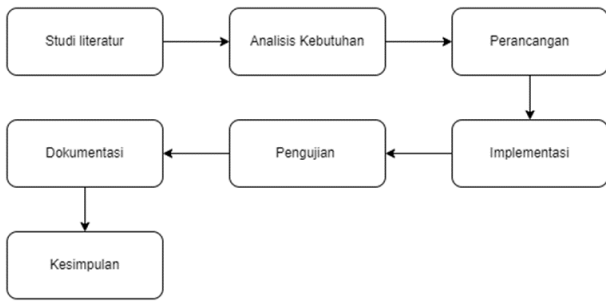 Studi literatur
Analisis Kebutuhan
Perancangan
Implementasi
Pengujian
Dokumentasi
Kesimpulan